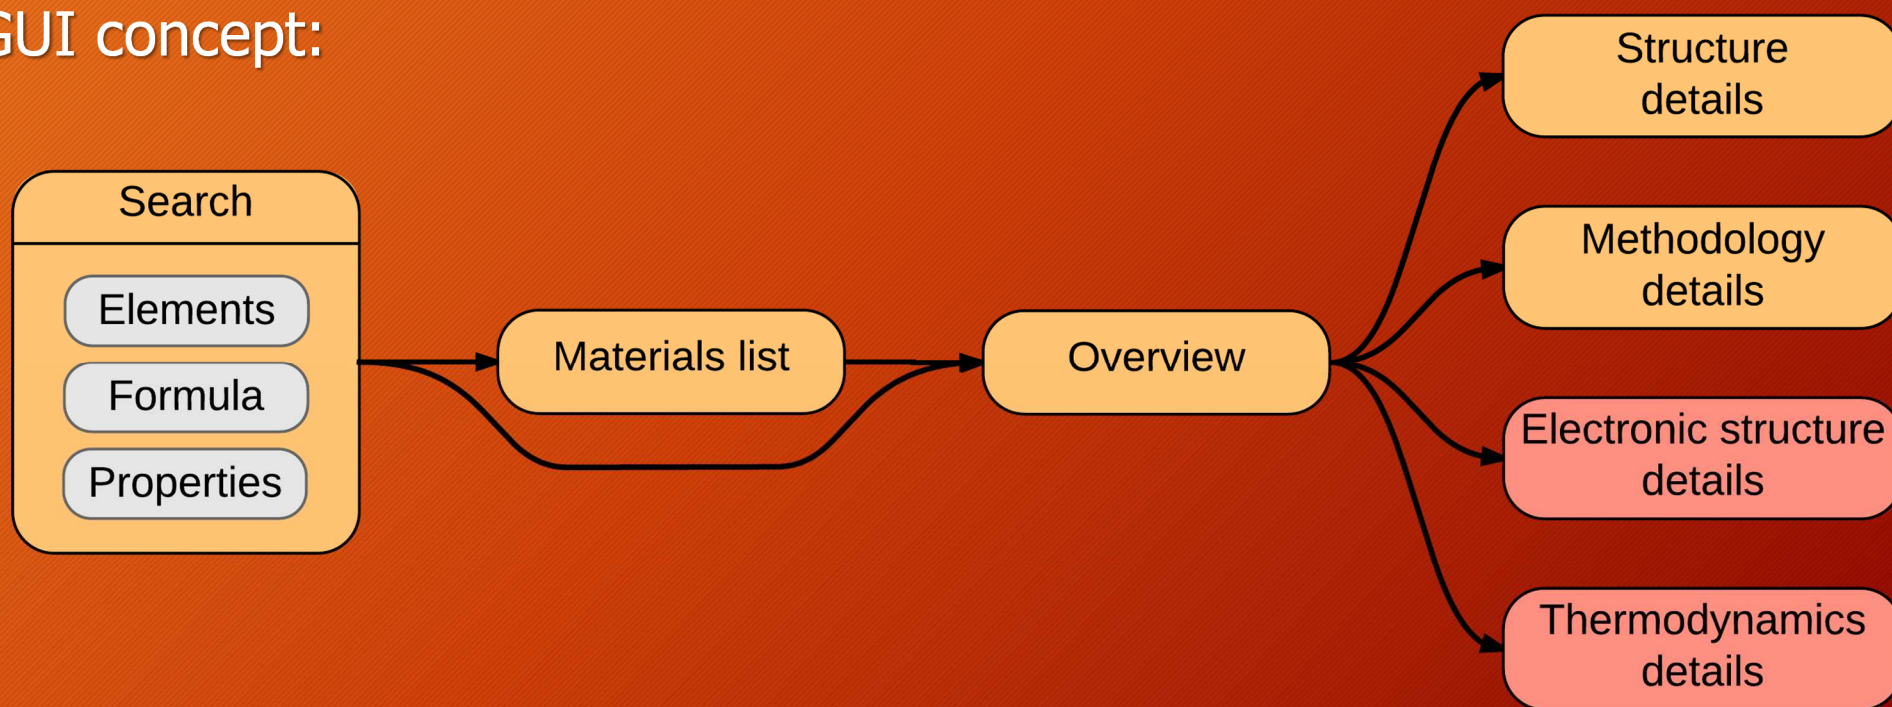 GUI concept:
Search
Elements
Formula
Properties
Materials list
Overview
Structure
details
Methodology
details
Electronic structure
details
Thermodynamics
details